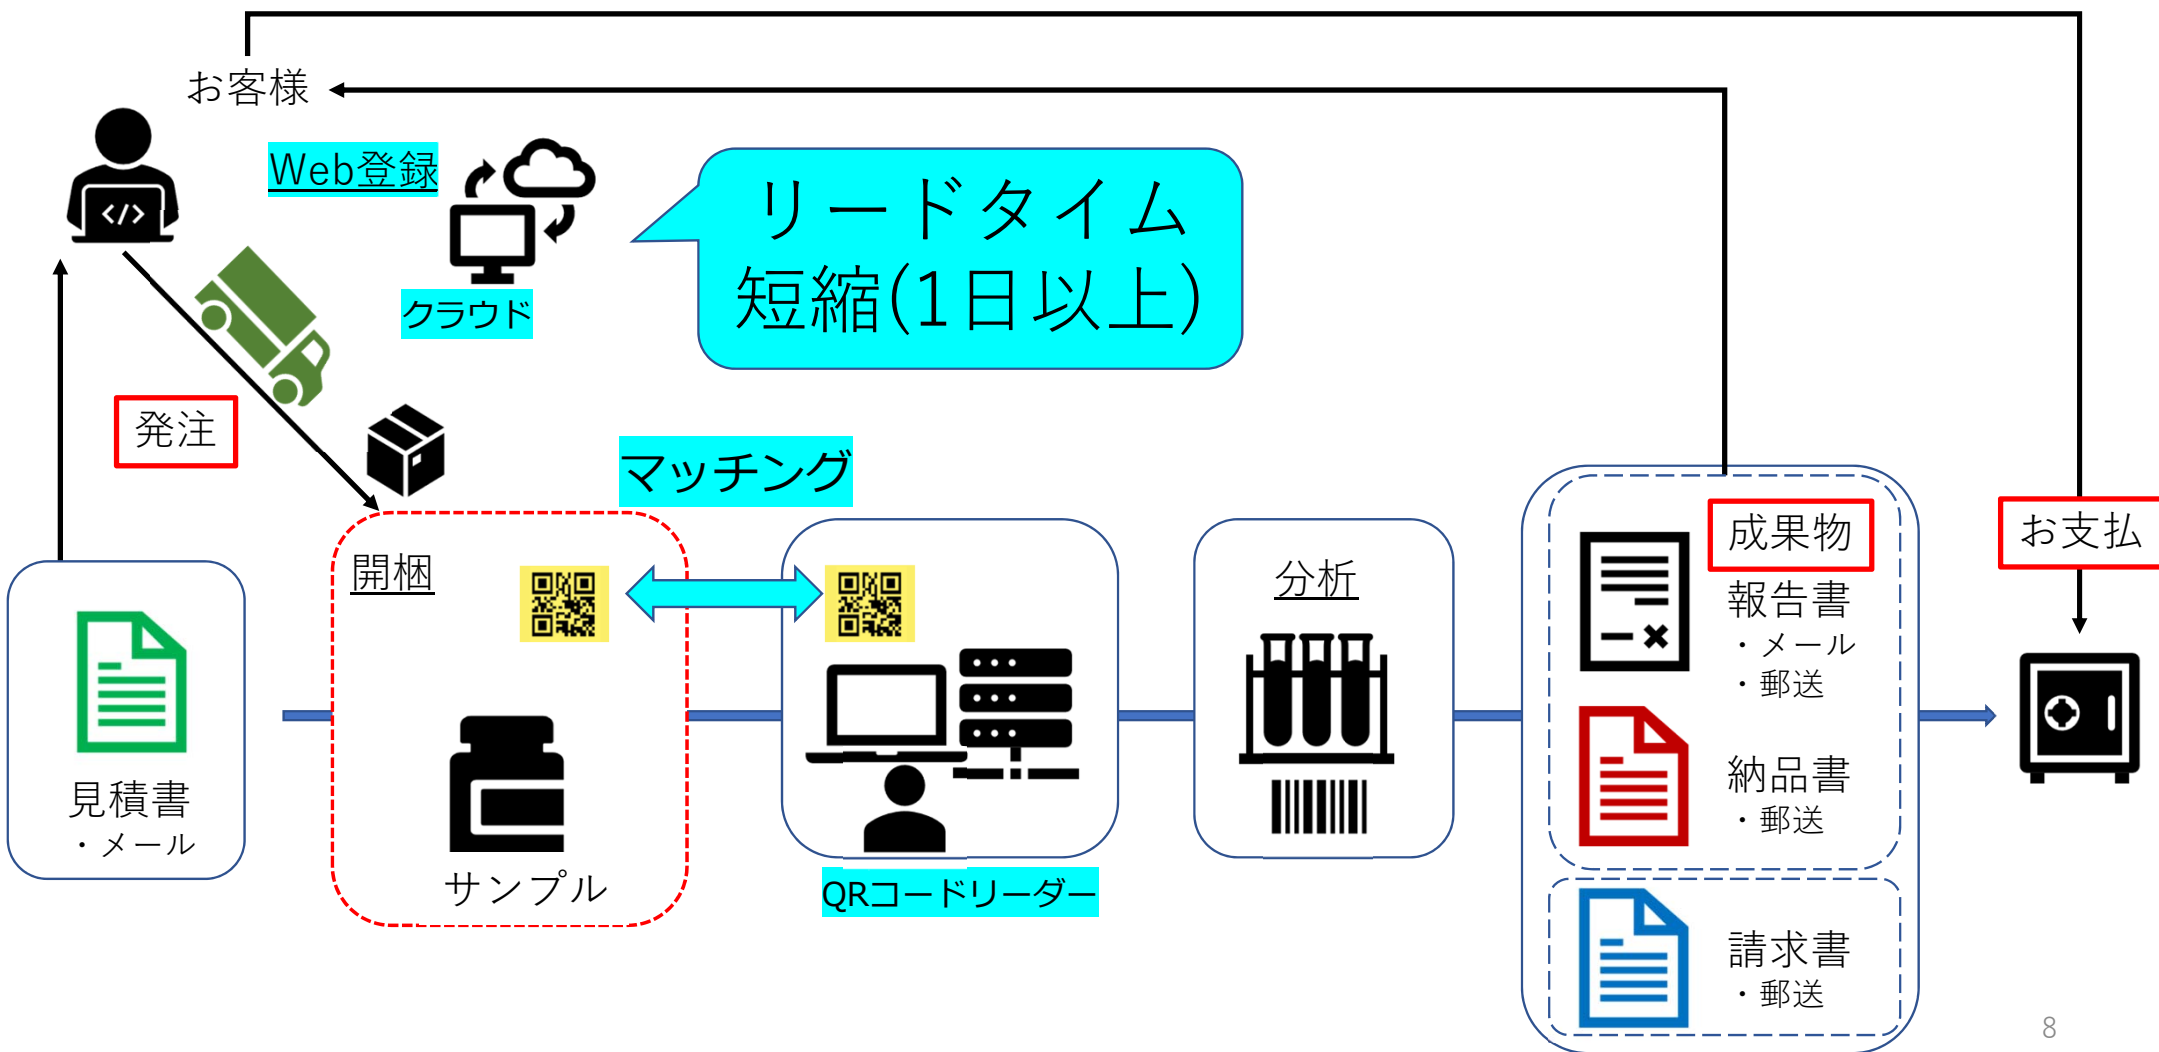 お客様
Web登録
クラウド
リードタイム
短縮(1日以上)
発注
マッチング
見積書
・メール
開梱
サンプル
</>
QRコードリーダー
分析
成果物
報告書
・メール
・郵送
納品書
・郵送
請求書
・郵送
お支払
8